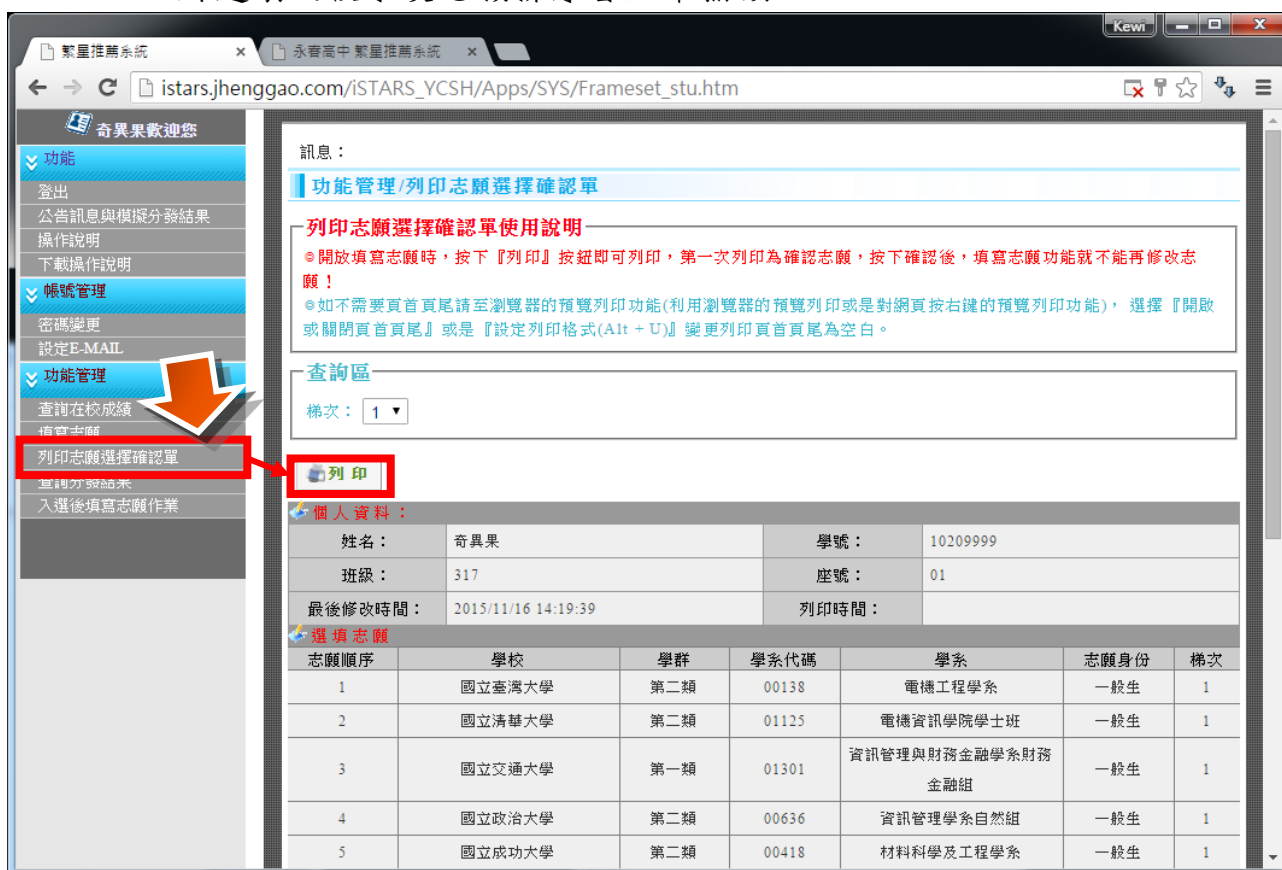 Kewi
繁星推薦系統
永春高中 繁星推薦系統
istars.jhenggao.com/iSTARS_YCSH/Apps/SYS/Frameset_stu.htm
奇異果歡迎您
功能
登出
公告訊息與模擬分發結果
操作說明
下載操作說明
帳號管理
密碼變更
設定E-MAIL
功能管理
查詢在校成績
填寫志願
列印志願選擇確認單
查詢分發結果
入選後填寫志願作業
訊息：
功能管理/列印志願選擇確認單
列印志願選擇確認單使用說明
◎開放填寫志願時，按下『列印』按鈕即可列印，第一次列印為確認志願，按下確認後，填寫志願功能就不能再修改志
願！
◎如不需要頁首頁尾請至瀏覽器的預覽列印功能(利用瀏覽器的預覽列印或是對網頁按右鍵的預覽列印功能)， 選擇『開啟
或關閉頁首頁尾』或是『設定列印格式(Alt + U)』變更列印頁首頁尾為空白。
查詢區
梯次： 1
列 印
個人資料：
姓名： 奇異果 學號： 10209999
班級： 317 座號： 01
最後修改時間： 2015/11/16 14:19:39 列印時間：
選填志願
志願順序 學校 學群 學系代碼 學系 志願身份 梯次
1 國立臺灣大學 第二類 00138 電機工程學系 一般生 1
2 國立清華大學 第二類 01125 電機資訊學院學士班 一般生 1
3 國立交通大學 第一類 01301 資訊管理與財務金融學系財務
金融組 一般生 1
4 國立政治大學 第二類 00636 資訊管理學系自然組 一般生 1
5 國立成功大學 第二類 00418 材料科學及工程學系 一般生 1